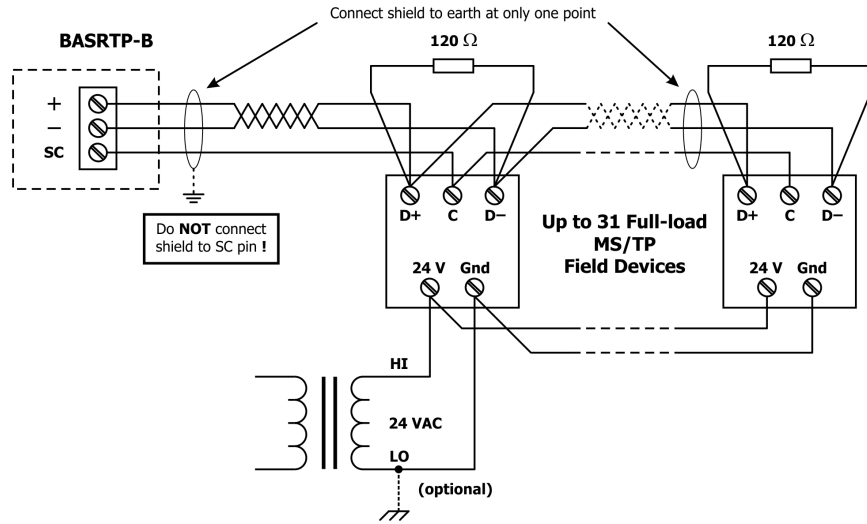 Connect shield to earth at only one point
BASRTP-B
120 Ω
120 Ω
+
−
SC
D+ C D−
D+ C D−
Do NOT connect
shield to SC pin !
Up to 31 Full-load
MS/TP
Field Devices
24 V Gnd
24 V Gnd
HI
24 VAC
LO
(optional)